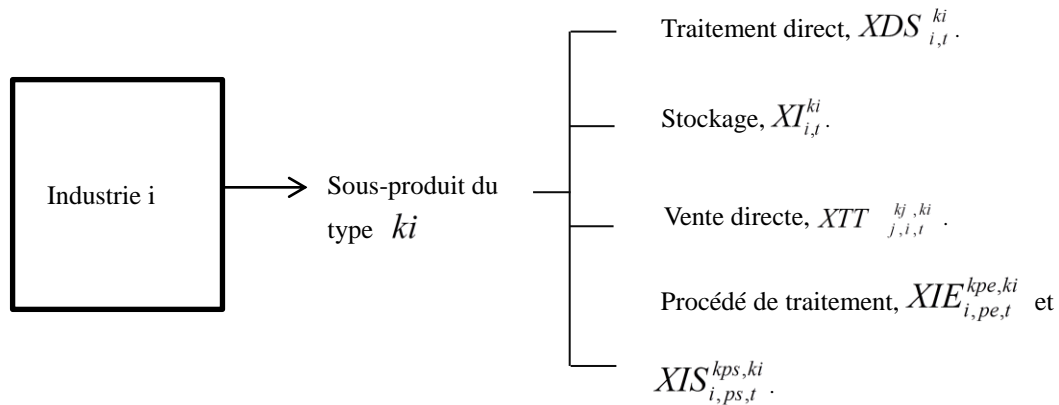 Traitement direct, XDS^{ki}_{i,t}.
Stockage, XI^{ki}_{i,t}.
Industrie i
Sous-produit du
type ki
Vente directe, XTT^{kj,ki}_{j,i,t}.
Procédé de traitement, XIE^{kpe,ki}_{i,pe,t} et
XIS^{kps,ki}_{i,ps,t}.